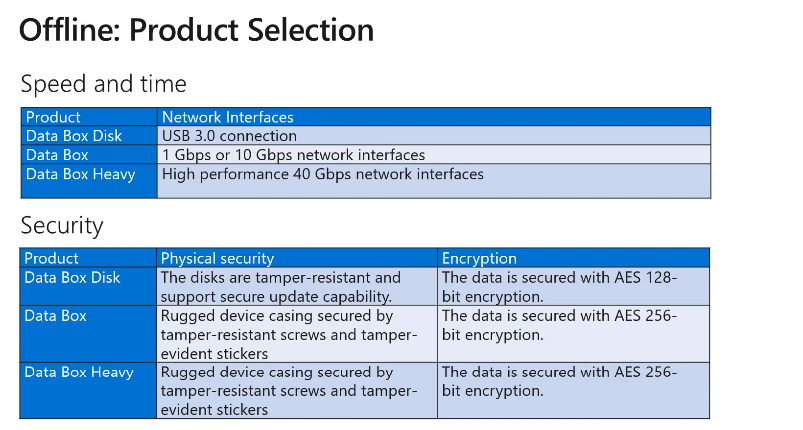 Offline: Product Selection
Speed and time
Product Network Interfaces
Data Box Disk USB 3.0 connection
Data Box 1 Gbps or 10 Gbps network interfaces
Data Box Heavy High performance 40 Gbps network interfaces
Security
Product Physical security Encryption
Data Box Disk The disks are tamper-resistant and The data is secured with AES 128-
support secure update capability. bit encryption.
Data Box Rugged device casing secured by The data is secured with AES 256-
tamper-resistant screws and tamper- bit encryption.
evident stickers
Data Box Heavy Rugged device casing secured by The data is secured with AES 256-
tamper-resistant screws and tamper- bit encryption.
evident stickers